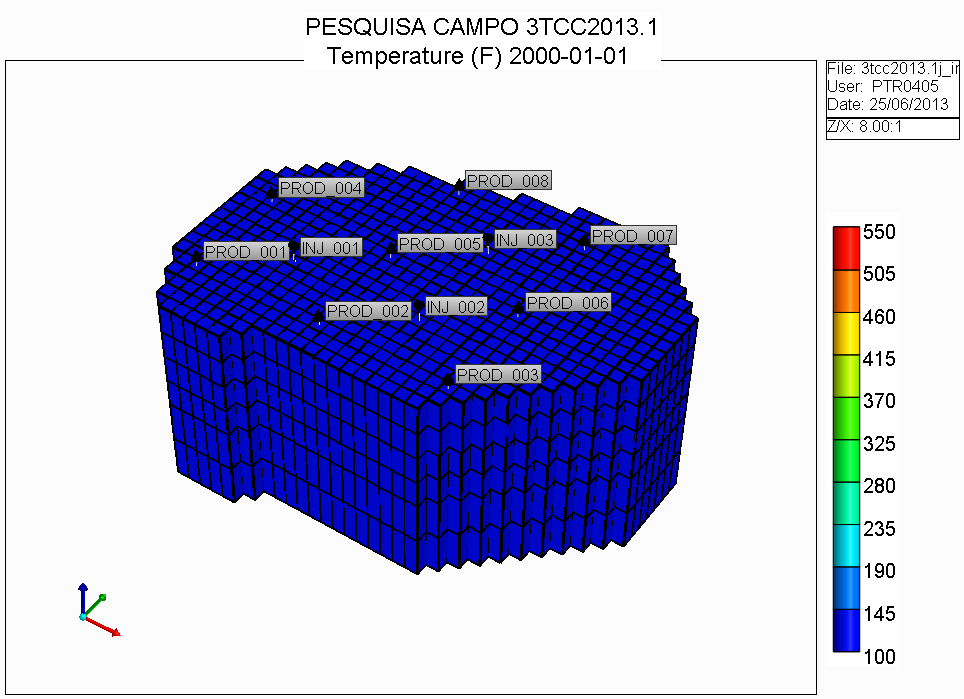 PESQUISA CAMPO 3TCC2013.1
Temperature (F) 2000-01-01
File: 3tcc2013.1j_ir
User: PTR0405
Date: 25/06/2013
Z/X: 8.00:1
PROD_004
PROD_008
PROD_001
INJ_001
PROD_005
INJ_003
PROD_007
PROD_002
INJ_002
PROD_006
PROD_003
550
505
460
415
370
325
280
235
190
145
100